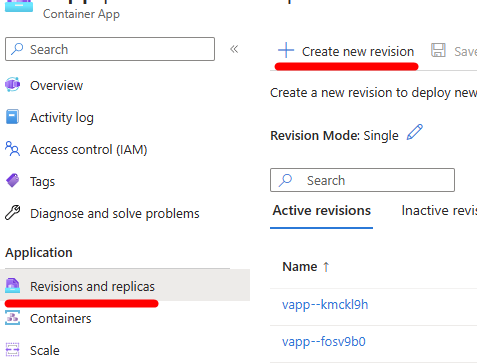 Container App
Search
«
Overview
Activity log
Access control (IAM)
Tags
Diagnose and solve problems
Application
Revisions and replicas
Containers
Scale
+ Create new revision
Save
Create a new revision to deploy new
Revision Mode: Single
Search
Active revisions
Inactive revis
Name ↑
vapp--kmckl9h
vapp--fosv9b0